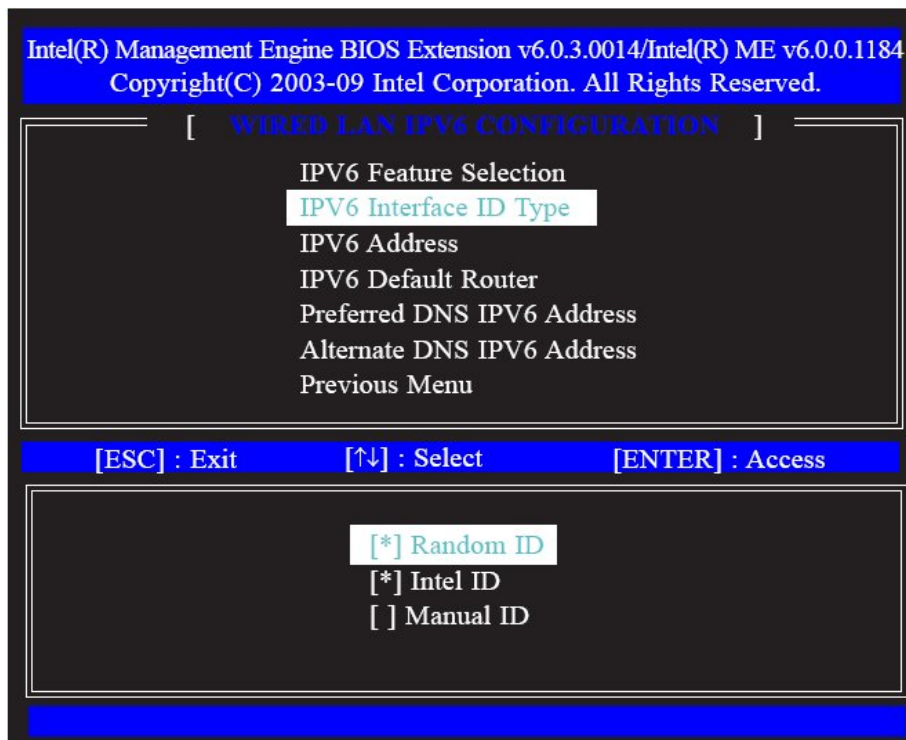 Intel(R) Management Engine BIOS Extension v6.0.3.0014/Intel(R) ME v6.0.0.1184
Copyright(C) 2003-09 Intel Corporation. All Rights Reserved.
[ WIRED LAN IPV6 CONFIGURATION ]
IPV6 Feature Selection
IPV6 Interface ID Type
IPV6 Address
IPV6 Default Router
Preferred DNS IPV6 Address
Alternate DNS IPV6 Address
Previous Menu
[ESC] : Exit [↑↓] : Select [ENTER] : Access
[*] Random ID
[*] Intel ID
[ ] Manual ID